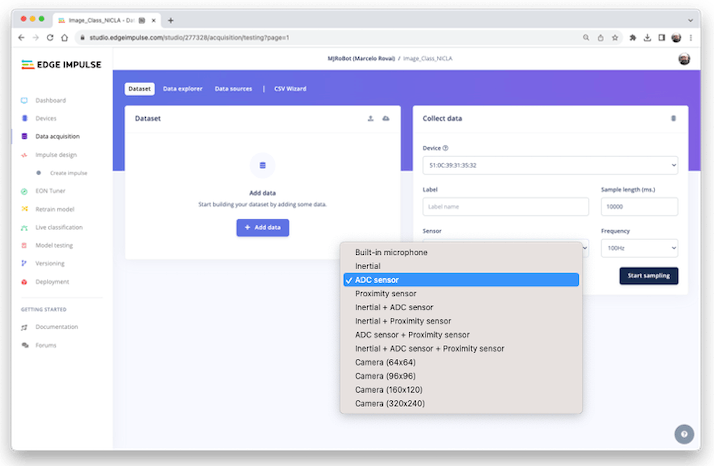 Image_Class_NICLA - Dat
studio.edgeimpulse.com/studio/277328/acquisition/testing?page=1
EDGE IMPULSE
MJRoBot (Marcelo Rovai) / Image_Class_NICLA
Dashboard
Devices
Data acquisition
Impulse design
Create impulse
EON Tuner
Retrain model
Live classification
Model testing
Versioning
Deployment
GETTING STARTED
Documentation
Forums
Dataset Data explorer Data sources | CSV Wizard
Dataset
Add data
Start building your dataset by adding some data.
+ Add data
Collect data
Device
51:0C:39:31:35:32
Label Sample length (ms.)
Label name 10000
Sensor Frequency
100Hz
Start sampling
Built-in microphone
Inertial
✓ ADC sensor
Proximity sensor
Inertial + ADC sensor
Inertial + Proximity sensor
ADC sensor + Proximity sensor
Inertial + ADC sensor + Proximity sensor
Camera (64x64)
Camera (96x96)
Camera (160x120)
Camera (320x240)